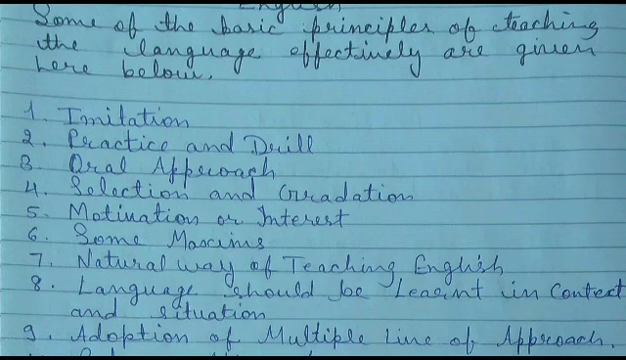 English
Some of the basic principles of teaching
the language effectively are given
here below.
1. Imitation
2. Practice and Drill
3. Oral Approach
4. Selection and Gradation
5. Motivation or Interest
6. Some Maxims
7. Natural way of Teaching English
8. Language should be Learnt in Context
and situation
9. Adoption of Multiple Line of Approach.